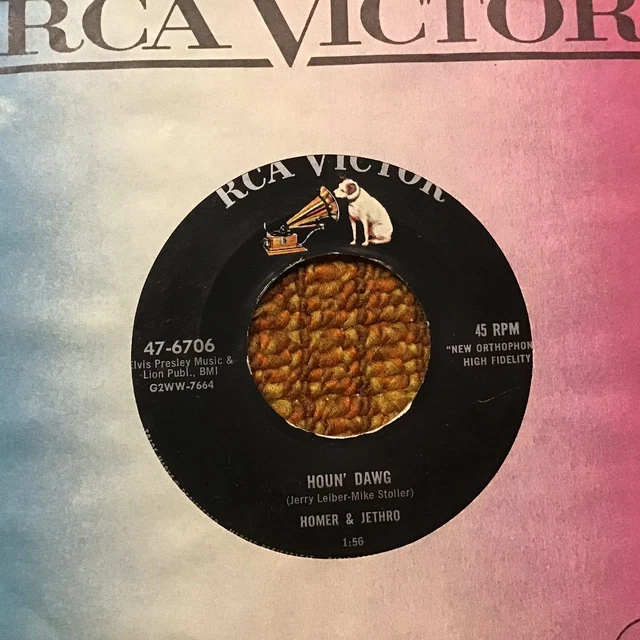 RCA VICTOR
RCA VICTOR
47-6706
Elvis Presley Music &
Lion Publ., BMI
G2WW-7664
45 RPM
"NEW ORTHOPHON
HIGH FIDELITY
HOUN' DAWG
(Jerry Leiber-Mike Stoller)
HOMER & JETHRO
1:56